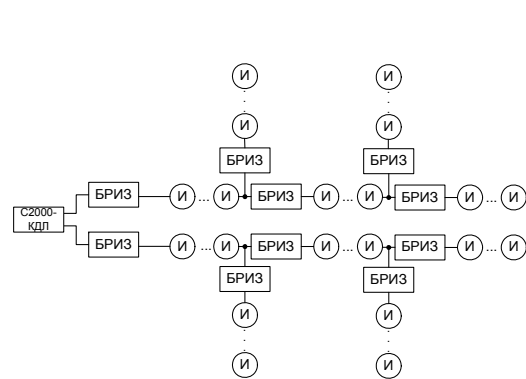 И И
И И
БРИЗ БРИЗ
БРИЗ И ... И БРИЗ И ... И БРИЗ И ... И
С2000-
КДЛ
БРИЗ И ... И БРИЗ И ... И БРИЗ И ... И
БРИЗ БРИЗ
И И
И И